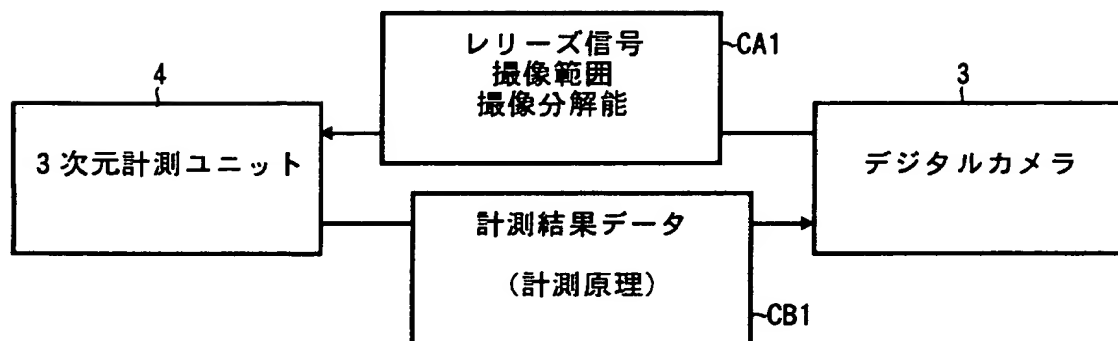 レリーズ信号
撮像範囲
撮像分解能
CA1
4
3次元計測ユニット
3
デジタルカメラ
計測結果データ
(計測原理)
CB1